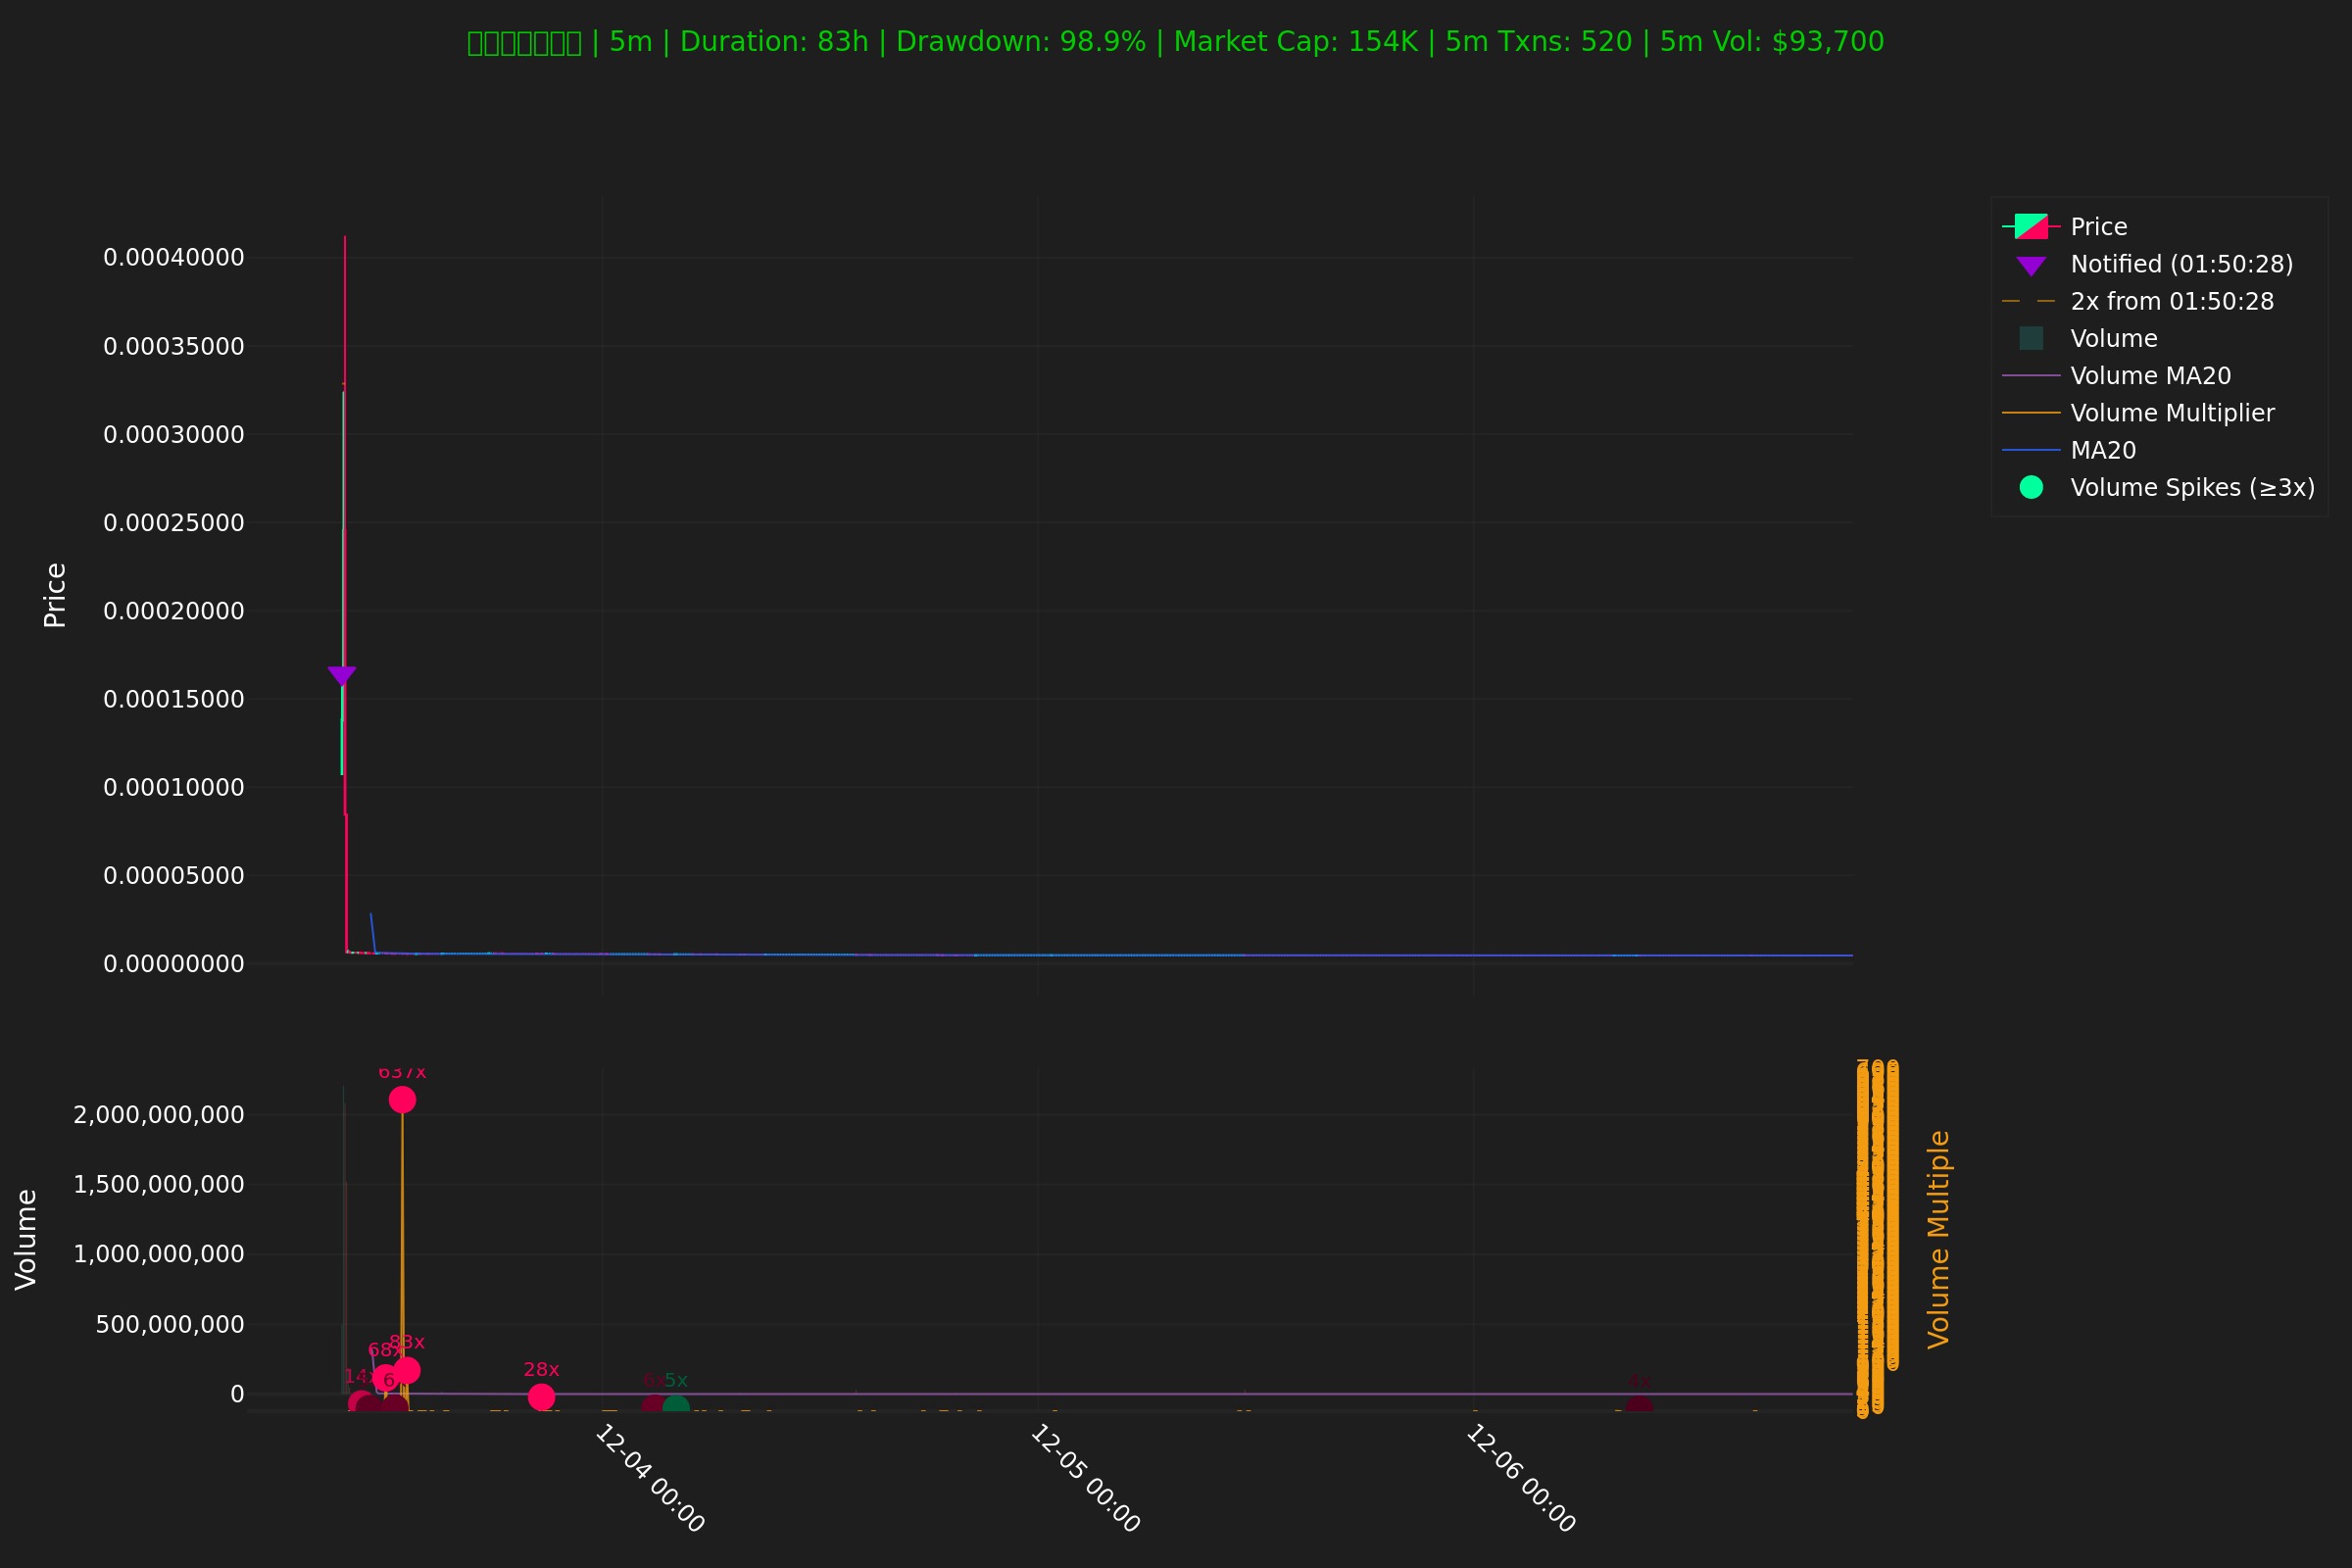 | 5m | Duration: 83h | Drawdown: 98.9% | Market Cap: 154K | 5m Txns: 520 | 5m Vol: $93,700
Price
0.00040000
0.00035000
0.00030000
0.00025000
0.00020000
0.00015000
0.00010000
0.00005000
0.00000000
Price
Notified (01:50:28)
2x from 01:50:28
Volume
Volume MA20
Volume Multiplier
MA20
Volume Spikes (≥3x)
Volume
2,000,000,000
1,500,000,000
1,000,000,000
500,000,000
0
637x
68x
83x
14x
6
28x
5x
4x
Volume Multiple
12-04 00:00
12-05 00:00
12-06 00:00